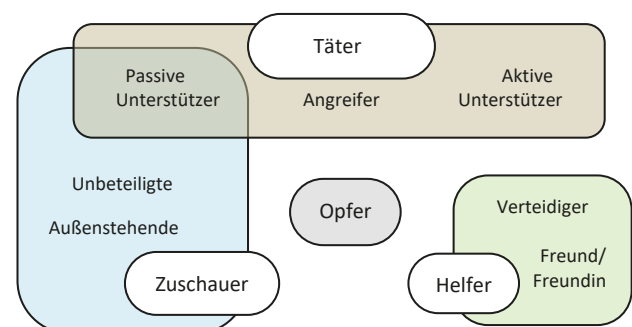 Täter
Passive
Unterstützer
Angreifer
Aktive
Unterstützer
Unbeteiligte
Außenstehende
Zuschauer
Opfer
Verteidiger
Freund/
Freundin
Helfer